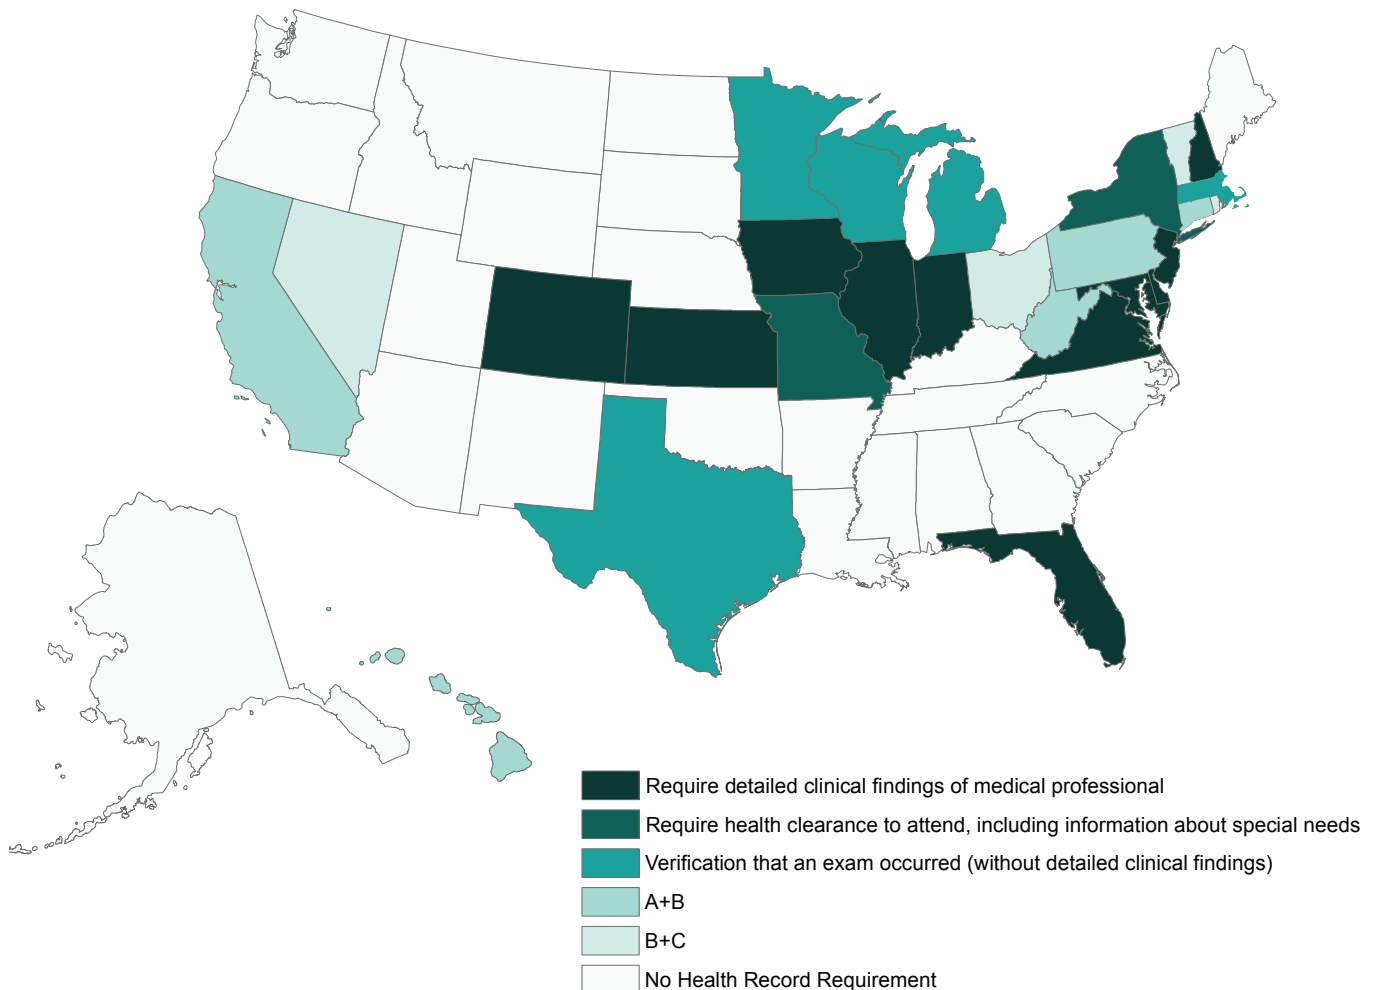 Require detailed clinical findings of medical professional
Require health clearance to attend, including information about special needs
Verification that an exam occurred (without detailed clinical findings)
A+B
B+C
No Health Record Requirement